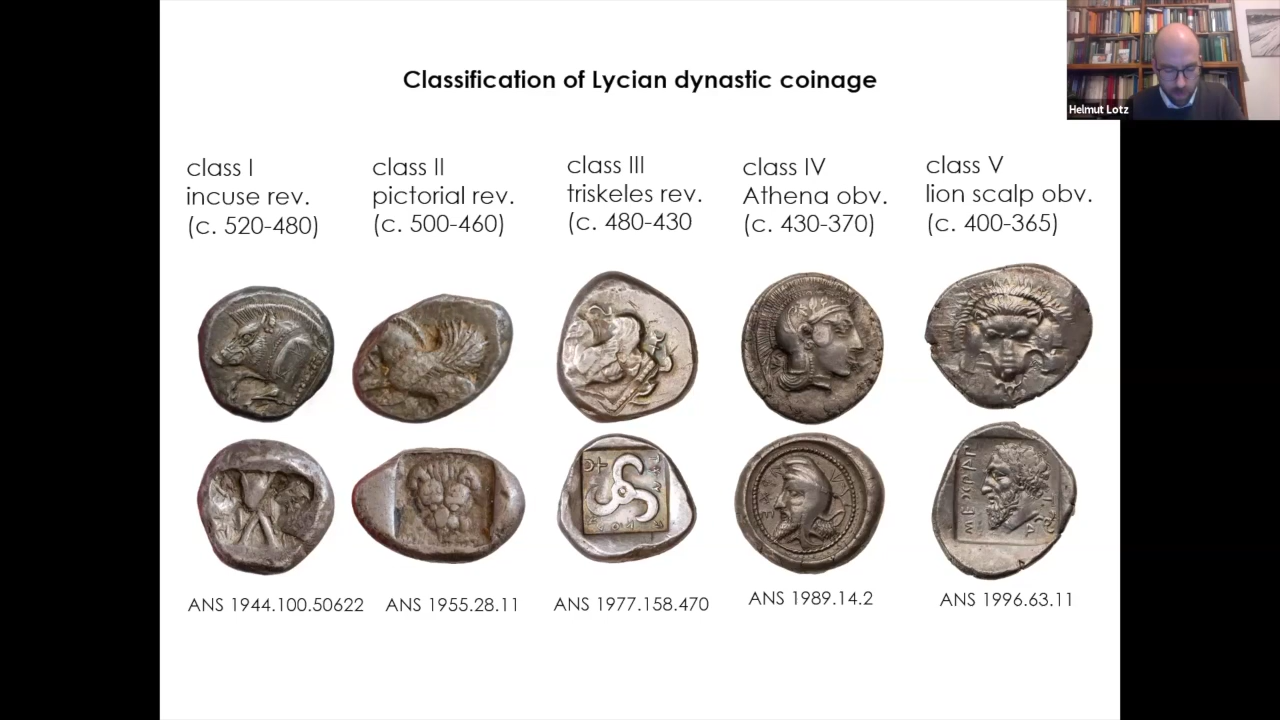 Classification of Lycian dynastic coinage
Helmut Lotz
class I
incuse rev.
(c. 520-480)
class II
pictorial rev.
(c. 500-460)
class III
triskeles rev.
(c. 480-430
class IV
Athena obv.
(c. 430-370)
class V
lion scalp obv.
(c. 400-365)
ANS 1944.100.50622
ANS 1955.28.11
ANS 1977.158.470
ANS 1989.14.2
ANS 1996.63.11